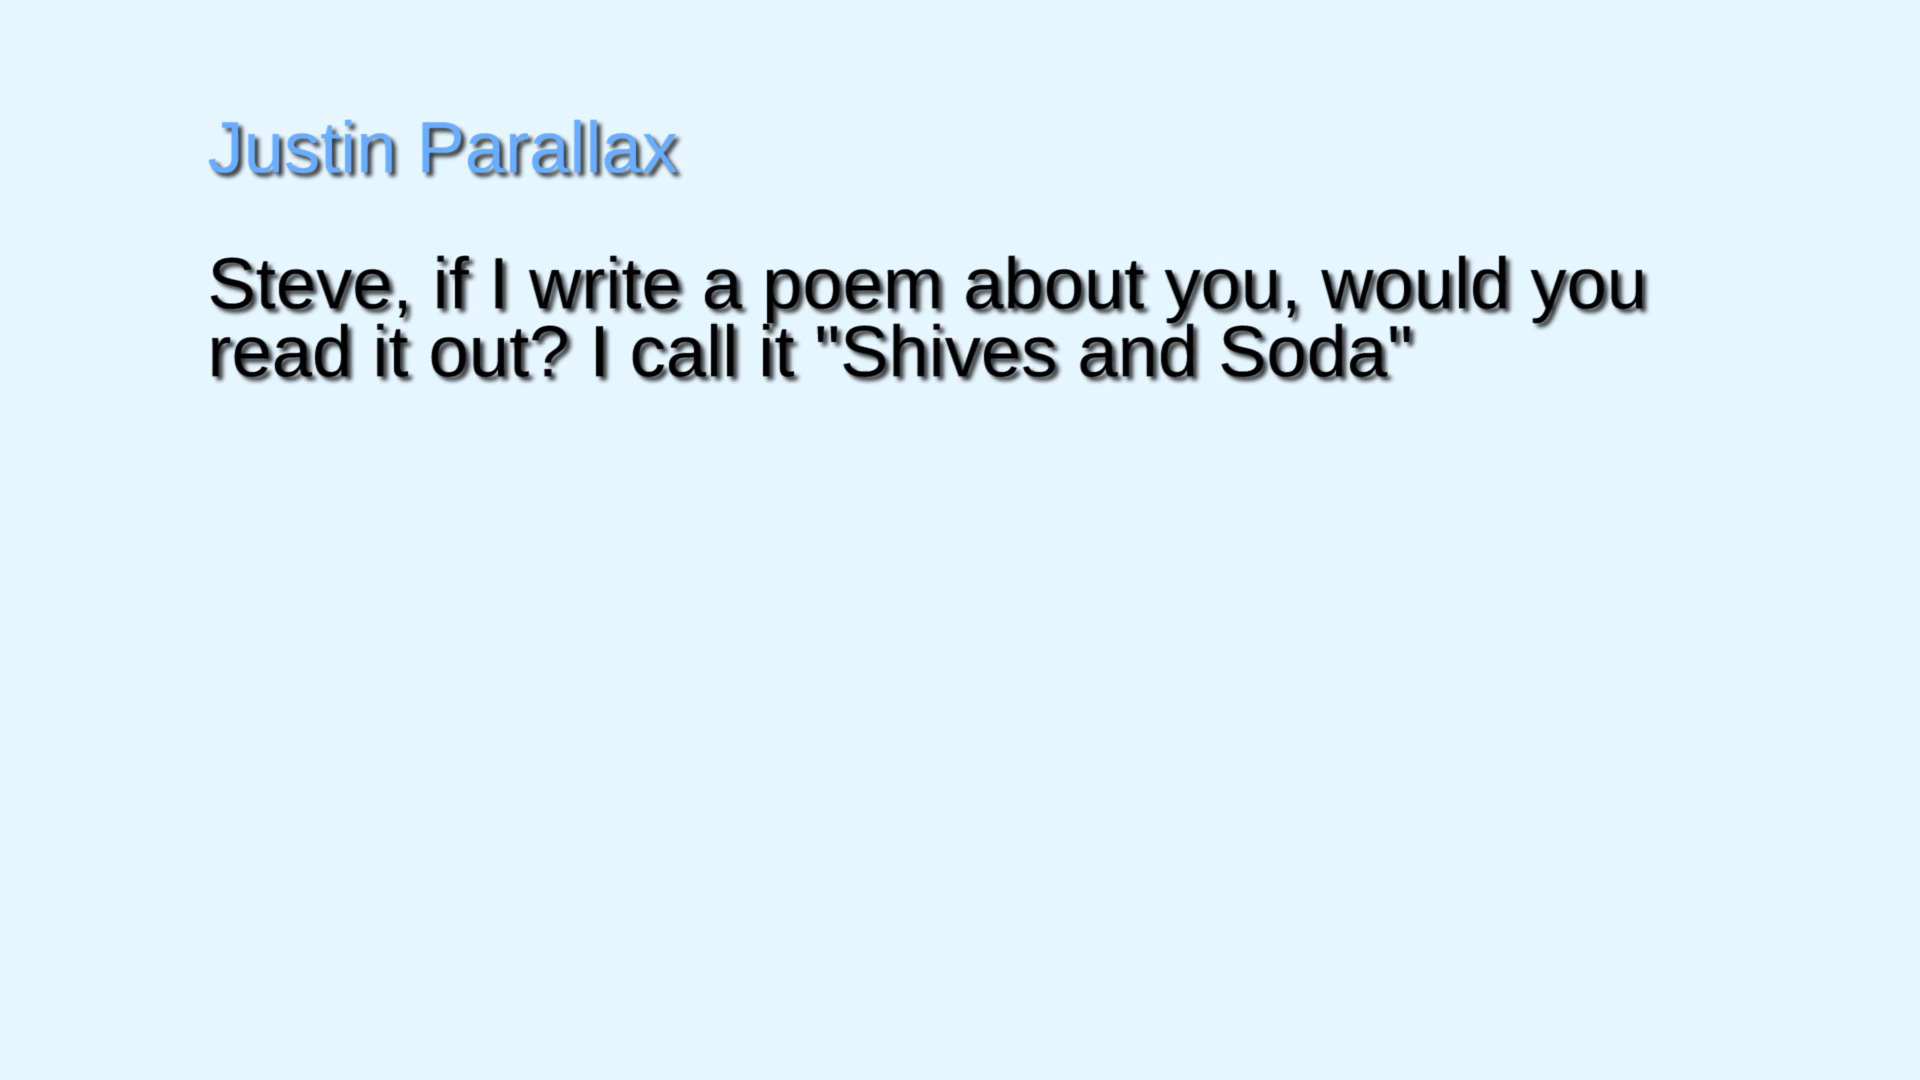 Justin Parallax
Steve, if I write a poem about you, would you
read it out? I call it "Shives and Soda"